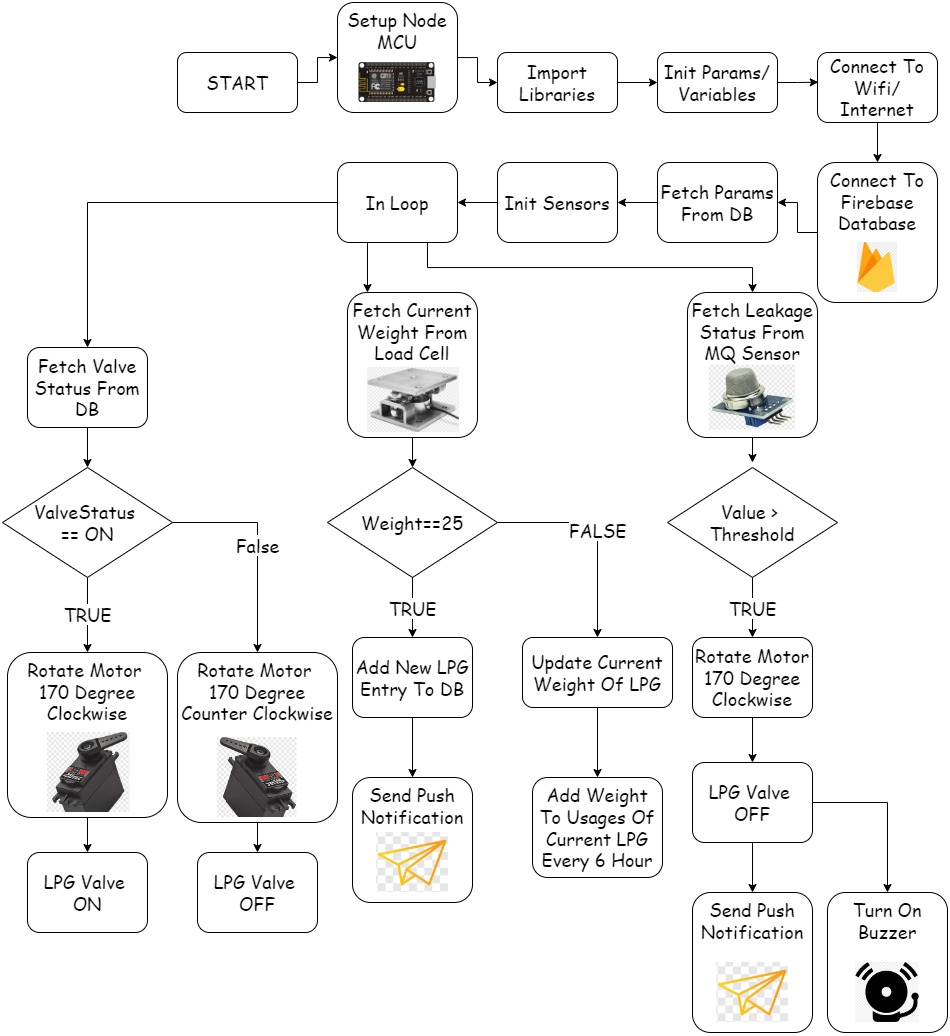 START
Setup Node
MCU
Import
Libraries
Init Params/
Variables
Connect To
Wifi/
Internet
Connect To
Firebase
Database
Fetch Params
From DB
Init Sensors
In Loop
Fetch Valve
Status From
DB
Fetch Current
Weight From
Load Cell
Fetch Leakage
Status From
MQ Sensor
ValveStatus
== ON
False
TRUE
Weight==25
FALSE
TRUE
Value >
Threshold
TRUE
Rotate Motor
170 Degree
Clockwise
Rotate Motor
170 Degree
Counter Clockwise
Add New LPG
Entry To DB
Update Current
Weight Of LPG
Rotate Motor
170 Degree
Clockwise
LPG Valve
ON
LPG Valve
OFF
Send Push
Notification
Add Weight
To Usages Of
Current LPG
Every 6 Hour
LPG Valve
OFF
Send Push
Notification
Turn On
Buzzer